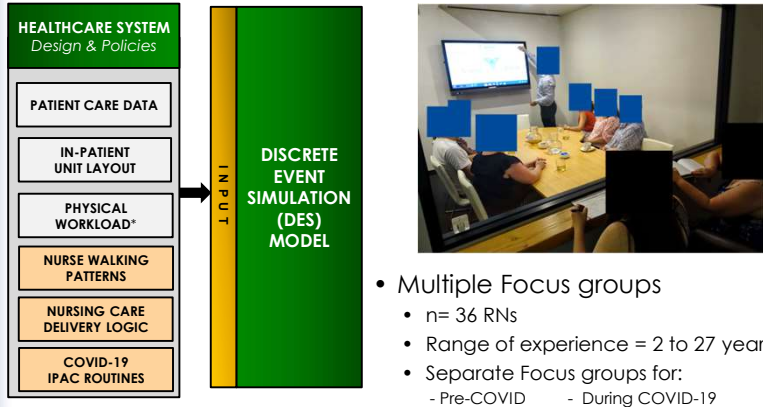 HEALTHCARE SYSTEM
Design & Policies
PATIENT CARE DATA
IN-PATIENT
UNIT LAYOUT
PHYSICAL
WORKLOAD*
NURSE WALKING
PATTERNS
NURSING CARE
DELIVERY LOGIC
COVID-19
IPAC ROUTINES
INPUT
DISCRETE
EVENT
SIMULATION
(DES)
MODEL
• Multiple Focus groups
• n= 36 RNs
• Range of experience = 2 to 27 year
• Separate Focus groups for:
- Pre-COVID - During COVID-19